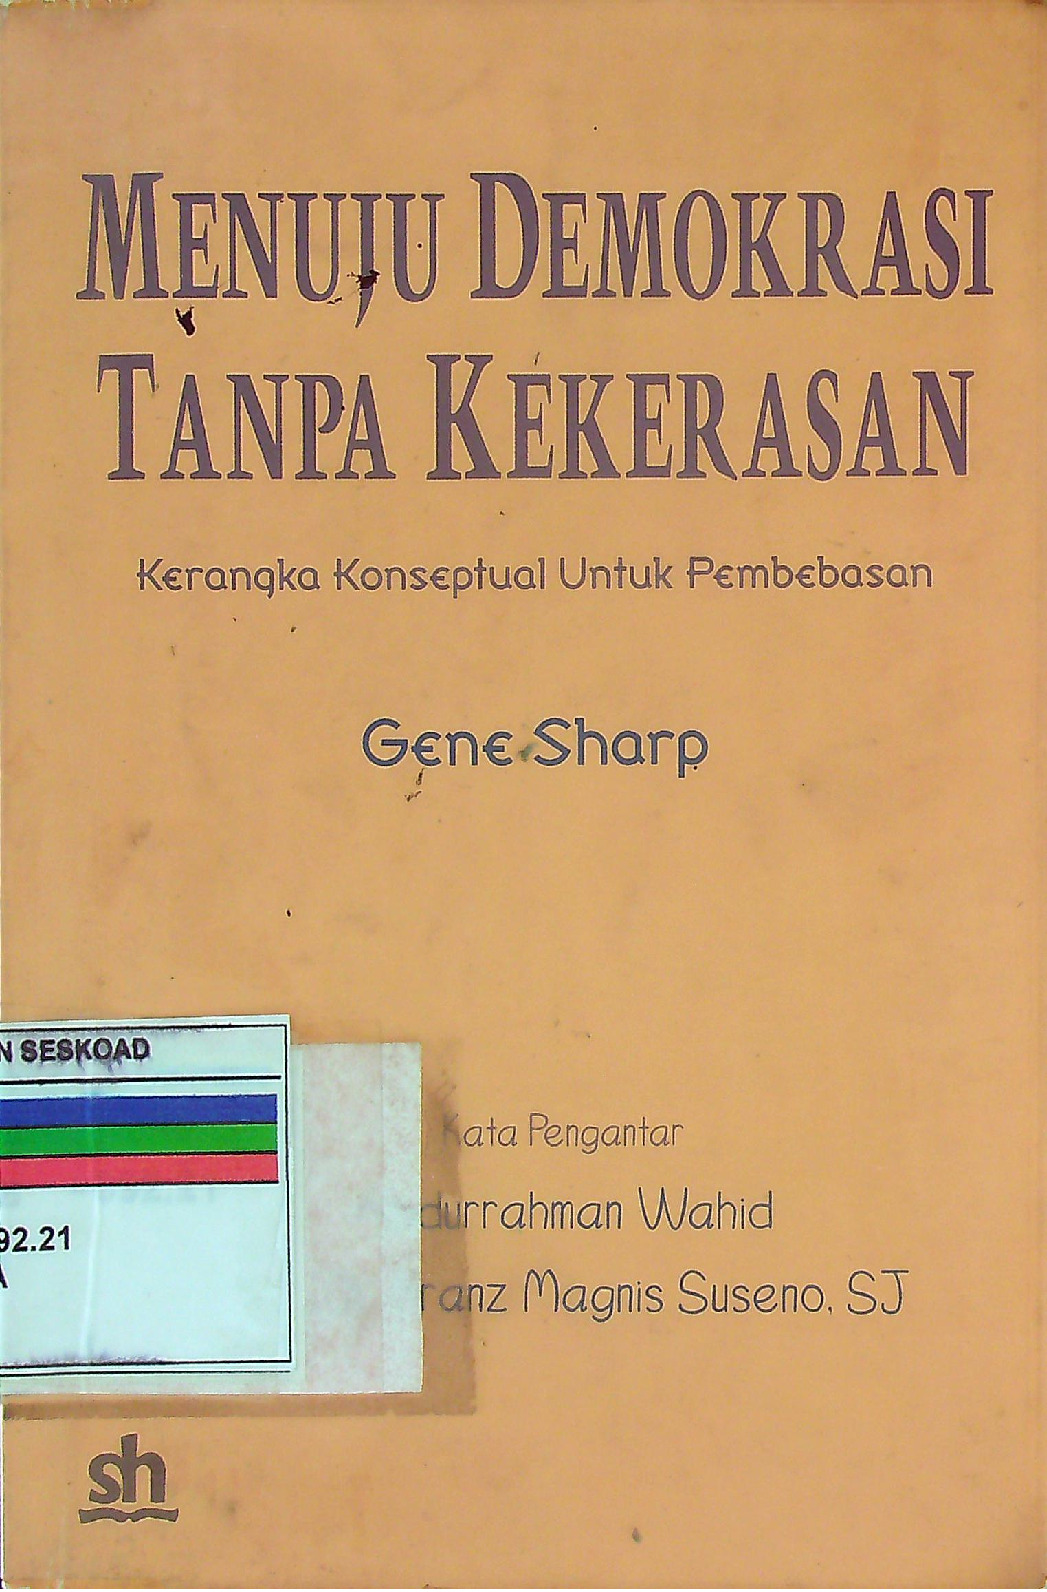 MENUJU DEMOKRASI
TANPA KEKERASAN
Kerangka Konseptual Untuk Pembebasan
Gene Sharp
N SESKOAD
92.21
A
Kata Pengantar
durrahman Wahid
ranz Magnis Suseno, SJ
sh